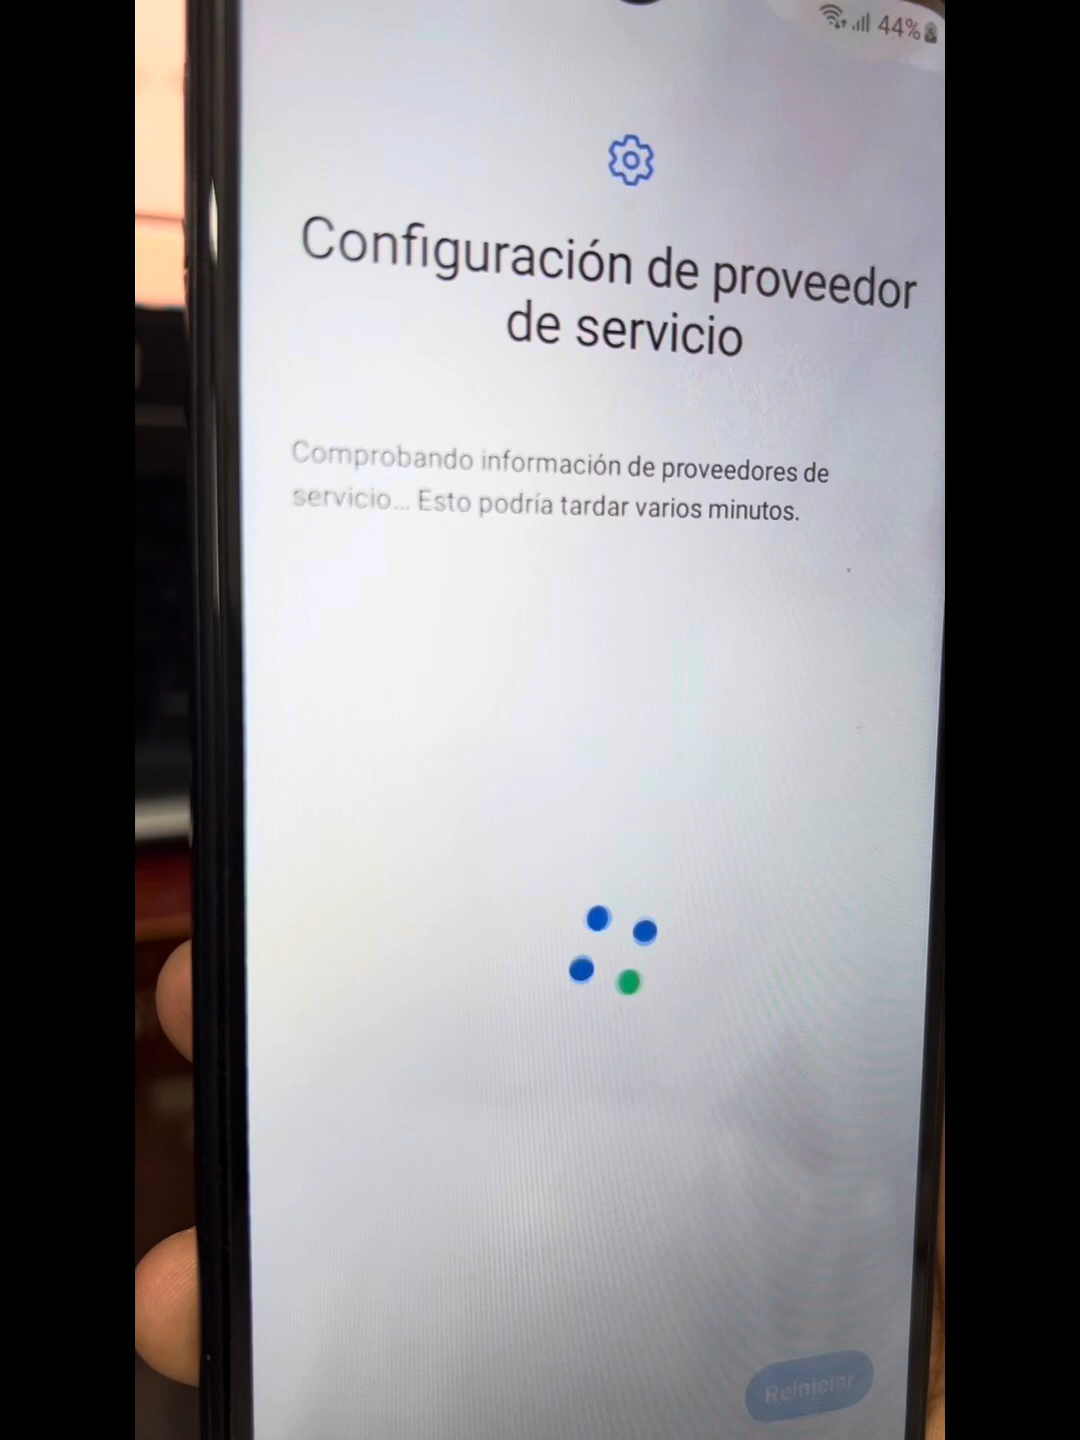 44%
Configuración de proveedor
de servicio
Comprobando información de proveedores de
servicio... Esto podría tardar varios minutos.
Reiniciar